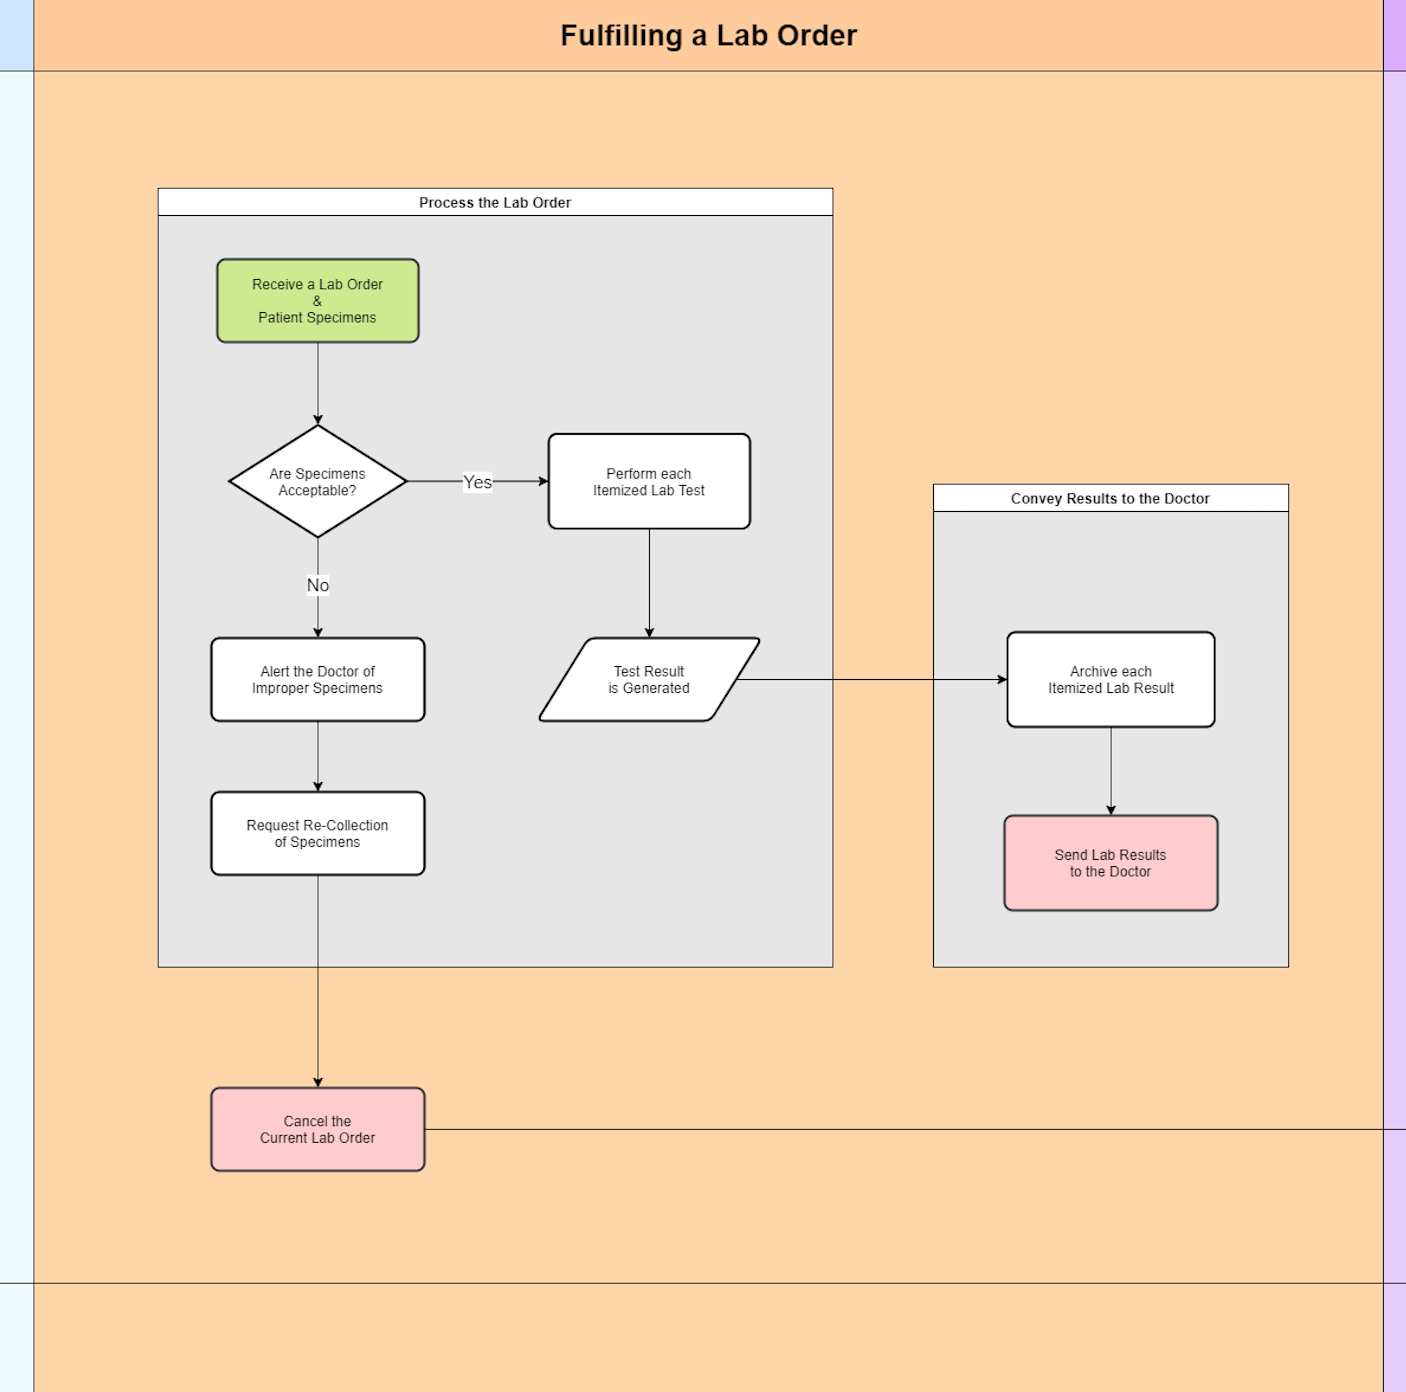 Fulfilling a Lab Order
Process the Lab Order
Receive a Lab Order
&
Patient Specimens
Are Specimens
Acceptable?
Yes
Perform each
Itemized Lab Test
No
Alert the Doctor of
Improper Specimens
Test Result
is Generated
Request Re-Collection
of Specimens
Convey Results to the Doctor
Archive each
Itemized Lab Result
Send Lab Results
to the Doctor
Cancel the
Current Lab Order